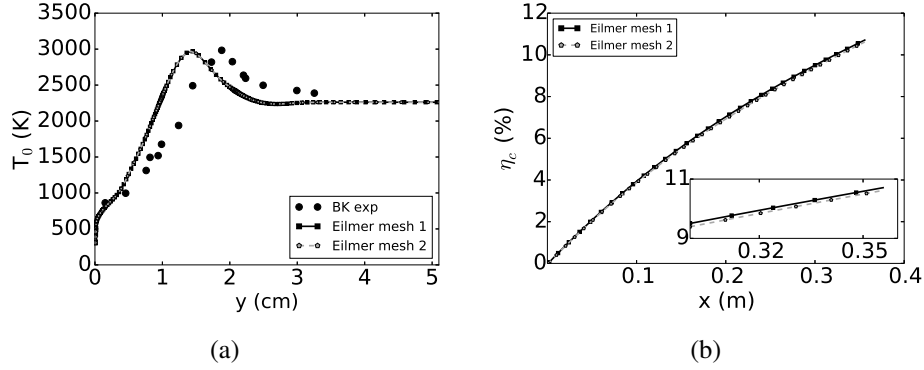 3500
3000
2500
2000
1500
1000
500
0
T₀ (K)
BK exp
Eilmer mesh 1
Eilmer mesh 2
0 1 2 3 4 5
y (cm)
(a)
12
10
8
6
4
2
0
η_c (%)
Eilmer mesh 1
Eilmer mesh 2
11
9
0.32 0.35
0.1 0.2 0.3 0.4
x (m)
(b)